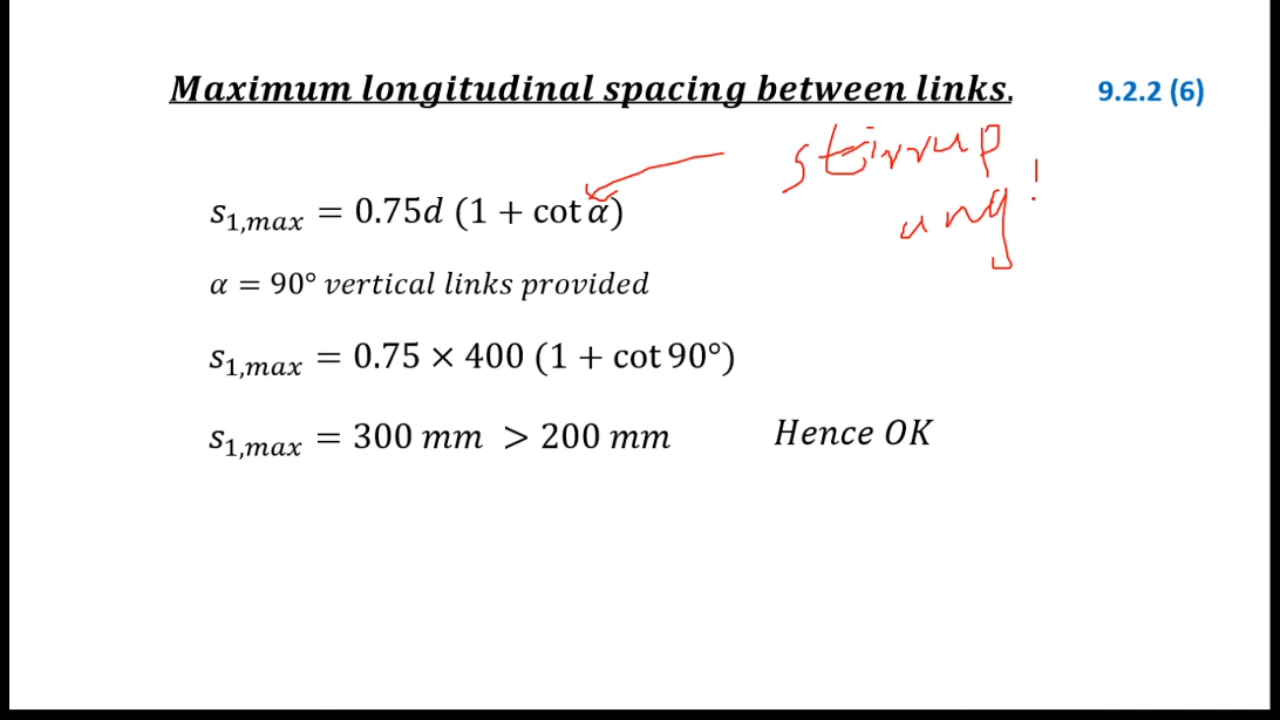 Maximum longitudinal spacing between links. 9.2.2 (6)
stirrup
s₁,max = 0.75d (1 + cot α)
α = 90° vertical links provided
s₁,max = 0.75 × 400 (1 + cot 90°)
s₁,max = 300 mm > 200 mm Hence OK